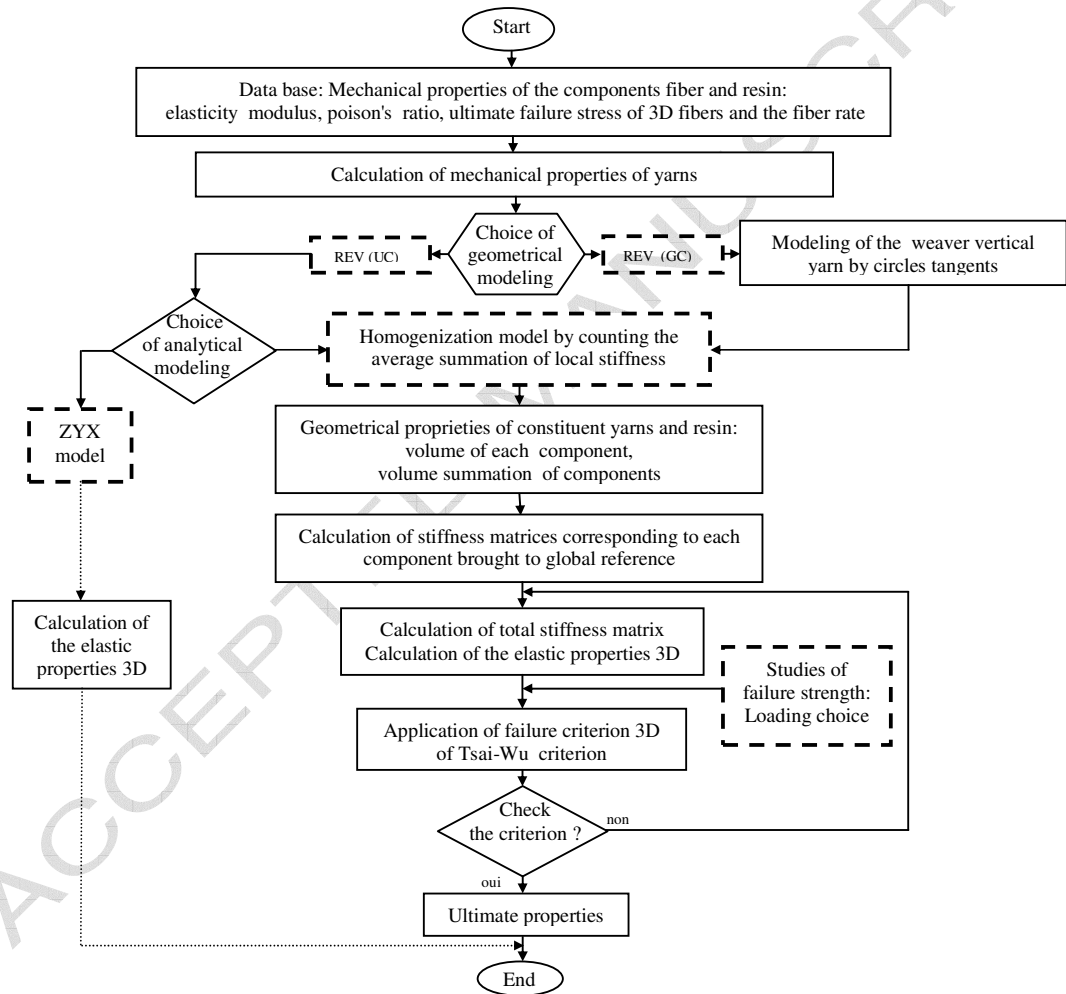 Start
Data base: Mechanical properties of the components fiber and resin:
elasticity modulus, poison's ratio, ultimate failure stress of 3D fibers and the fiber rate
Calculation of mechanical properties of yarns
Choice of
geometrical
modeling
REV (UC)
REV (GC)
Modeling of the weaver vertical
yarn by circles tangents
Choice
of analytical
modeling
Homogenization model by counting the
average summation of local stiffness
ZYX
model
Geometrical proprieties of constituent yarns and resin:
volume of each component,
volume summation of components
Calculation of stiffness matrices corresponding to each
component brought to global reference
Calculation of
the elastic
properties 3D
Calculation of total stiffness matrix
Calculation of the elastic properties 3D
Studies of
failure strength:
Loading choice
Application of failure criterion 3D
of Tsai-Wu criterion
Check
the criterion ?
non
oui
Ultimate properties
End
ACCEPTED MANUSCR